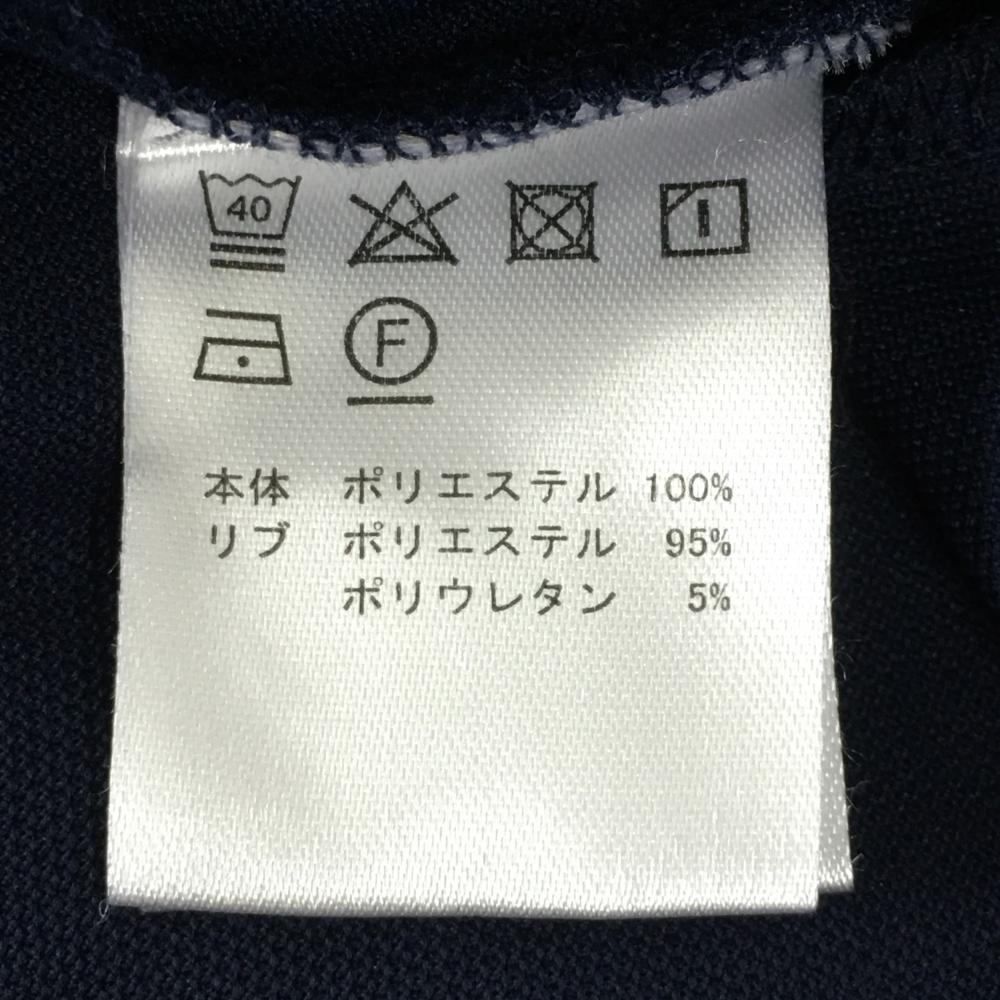 40
F
本体 ポリエステル 100%
リブ ポリエステル 95%
ポリウレタン 5%